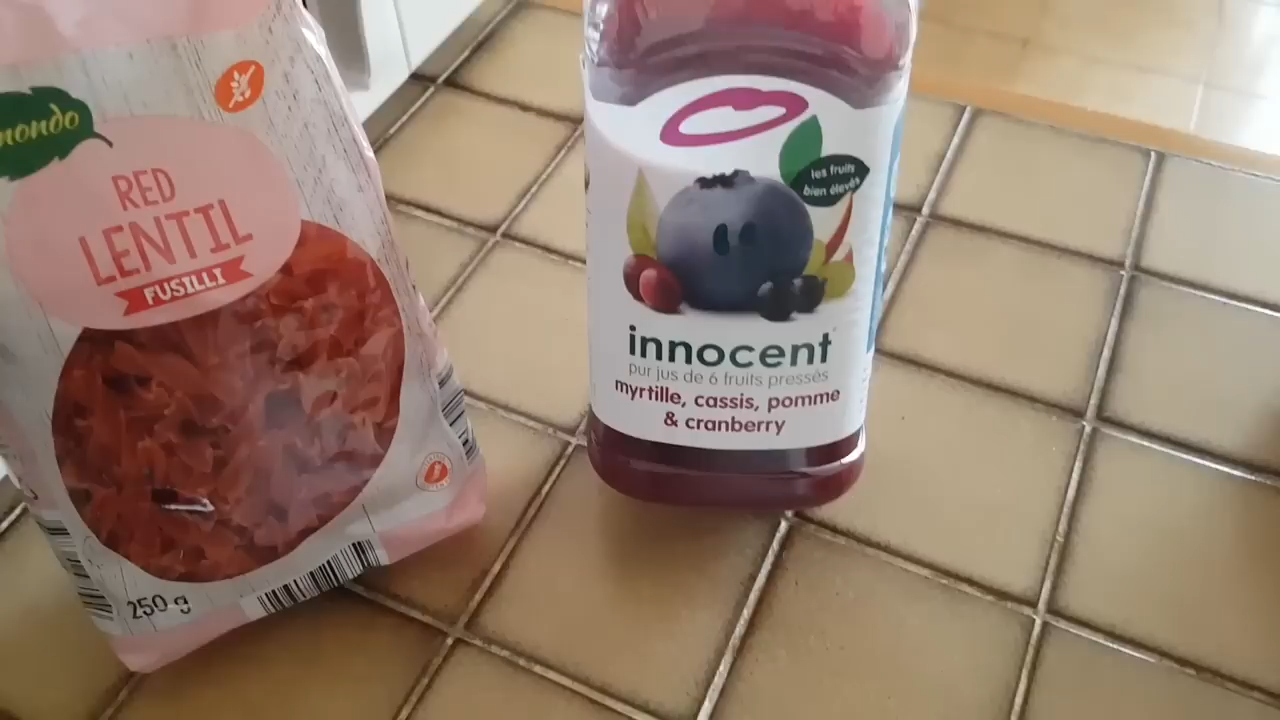 mondo
RED
LENTIL
FUSILLI
250 g
les fruits
bien élevés
innocent
pur jus de 6 fruits pressés
myrtille, cassis, pomme
& cranberry